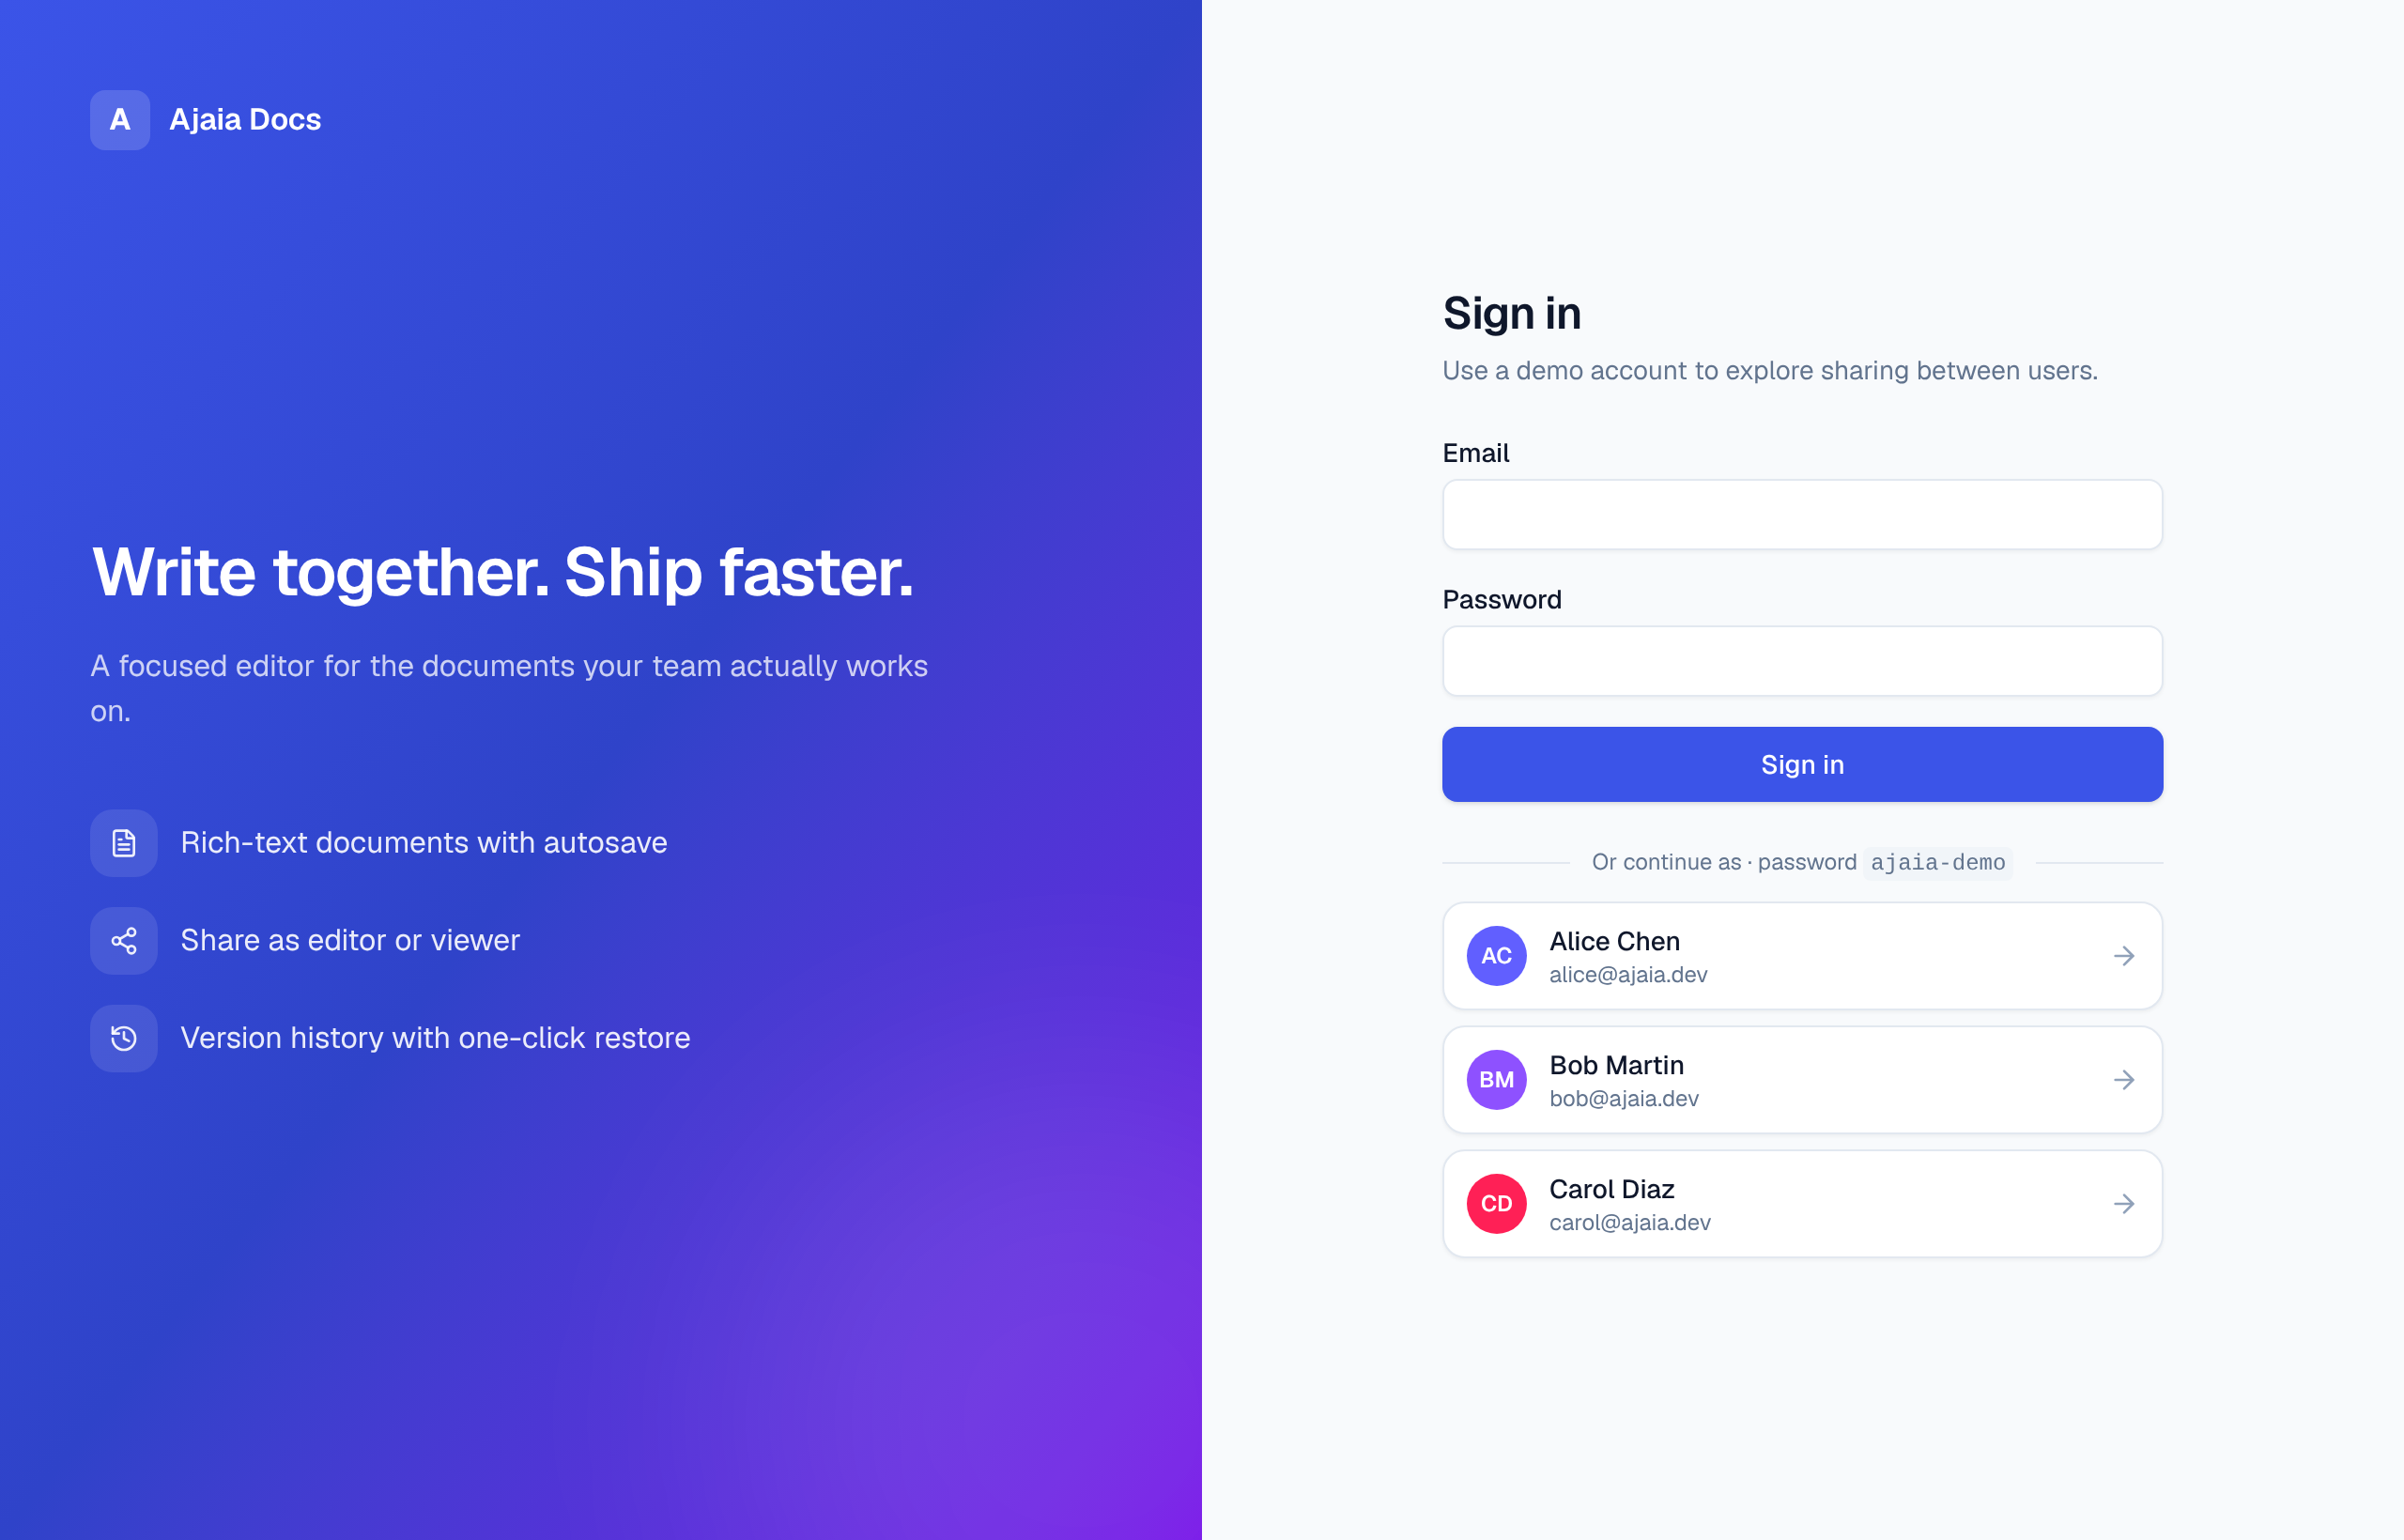 A Ajaia Docs
Write together. Ship faster.
A focused editor for the documents your team actually works
on.
Rich-text documents with autosave
Share as editor or viewer
Version history with one-click restore
Sign in
Use a demo account to explore sharing between users.
Email
Password
Sign in
Or continue as · password ajaia-demo
AC Alice Chen
alice@ajaia.dev
BM Bob Martin
bob@ajaia.dev
CD Carol Diaz
carol@ajaia.dev